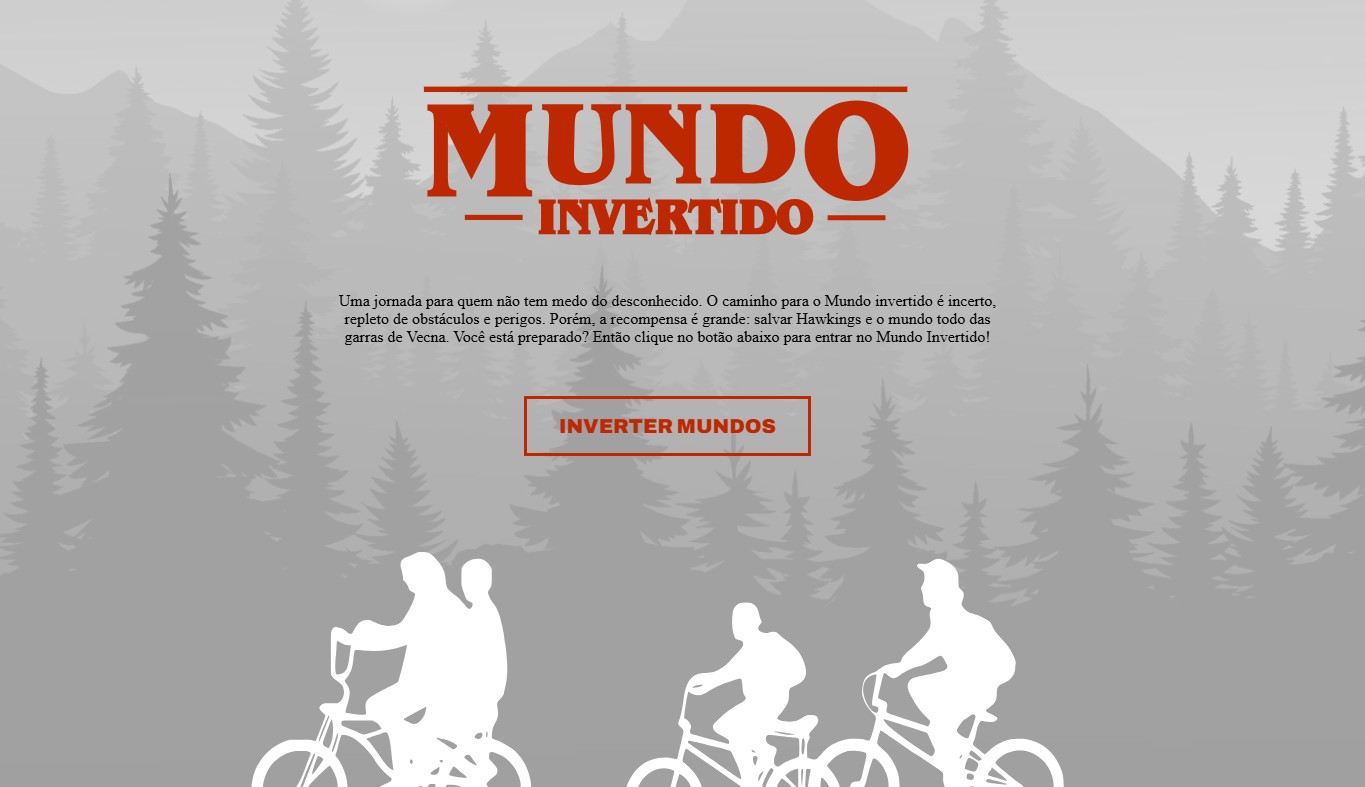 MUNDO
INVERTIDO
Uma jornada para quem não tem medo do desconhecido. O caminho para o Mundo invertido é incerto,
repleto de obstáculos e perigos. Porém, a recompensa é grande: salvar Hawkings e o mundo todo das
garras de Vecna. Você está preparado? Então clique no botão abaixo para entrar no Mundo Invertido!
INVERTER MUNDOS